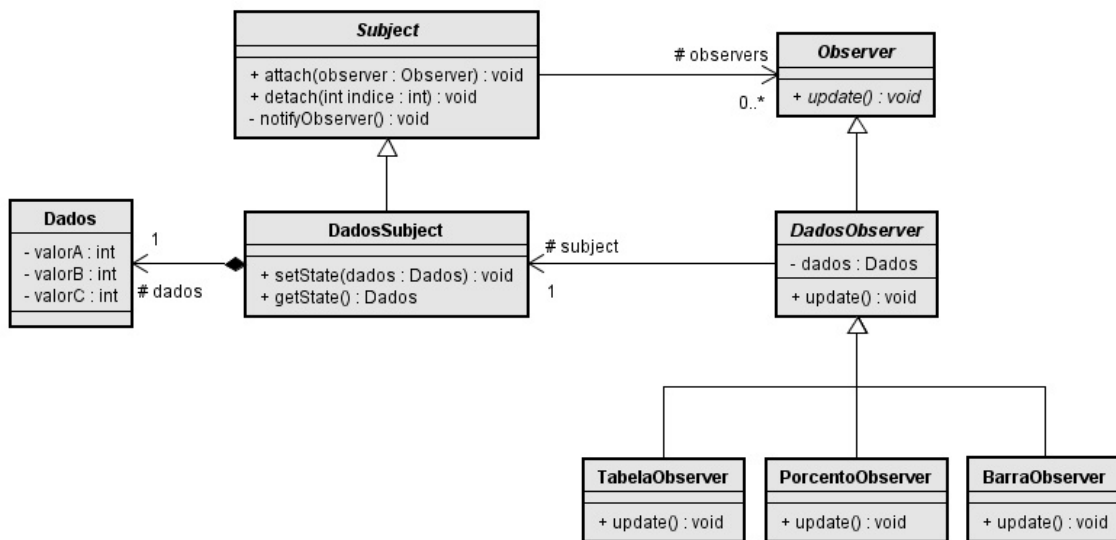 Subject
+ attach(observer : Observer) : void
+ detach(int indice : int) : void
- notifyObserver() : void
# observers
0..*
Observer
+ update() : void
Dados
- valorA : int
- valorB : int
- valorC : int
1
# dados
DadosSubject
+ setState(dados : Dados) : void
+ getState() : Dados
# subject
1
DadosObserver
- dados : Dados
+ update() : void
TabelaObserver
+ update() : void
PorcentoObserver
+ update() : void
BarraObserver
+ update() : void